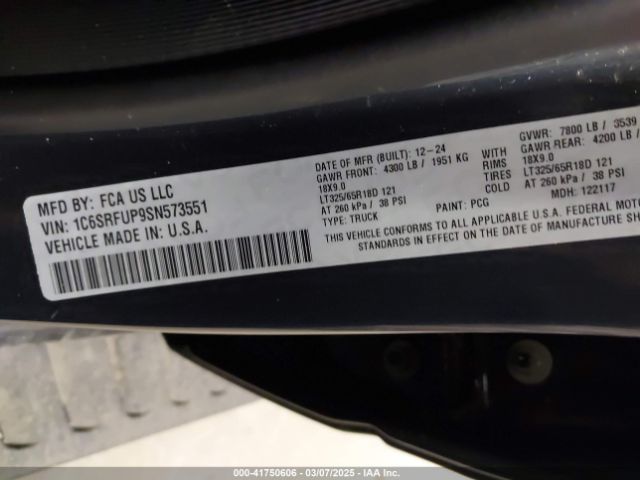 MFD BY: FCA US LLC
VIN: 1C6SRFUP9SN573551
VEHICLE MADE IN U.S.A.
DATE OF MFR (BUILT): 12-24
GAWR FRONT: 4300 LB / 1951 KG
18X9.0
LT325/65R18D 121
AT 260 kPa / 38 PSI
TYPE: TRUCK
PAINT: PCG
WITH
RIMS
TIRES
COLD
GVWR: 7800 LB / 3539
GAWR REAR: 4200 LB /
18X9.0
LT325/65R18D 121
AT 260 kPa / 38 PSI
MDH: 122117
THIS VEHICLE CONFORMS TO ALL APPLICABLE U.S.A. FEDERAL MOTOR
STANDARDS IN EFFECT ON THE DATE OF MANUFACTURE SHOWN
000-41750606 - 03/07/2025 - IAAI.COM